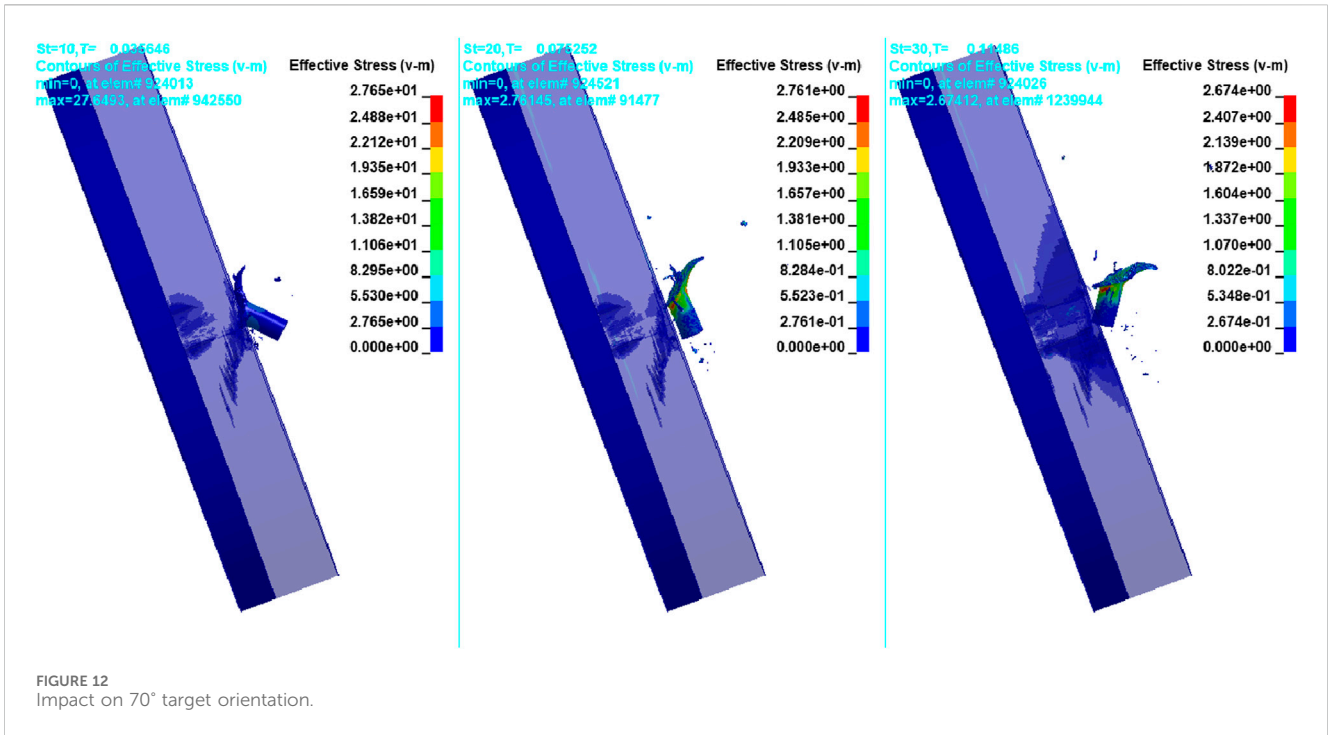 St=10,T= 0.035646
Contours of Effective Stress (v-m)
min=0, at elem# 924013
max=27.6493, at elem# 942550
Effective Stress (v-m)
2.765e+01
2.488e+01
2.212e+01
1.935e+01
1.659e+01
1.382e+01
1.106e+01
8.295e+00
5.530e+00
2.765e+00
0.000e+00
St=20,T= 0.075252
Contours of Effective Stress (v-m)
min=0, at elem# 924521
max=2.76145, at elem# 91477
Effective Stress (v-m)
2.761e+00
2.485e+00
2.209e+00
1.933e+00
1.657e+00
1.381e+00
1.105e+00
8.284e-01
5.523e-01
2.761e-01
0.000e+00
St=30,T= 0.11486
Contours of Effective Stress (v-m)
min=0, at elem# 924026
max=2.67412, at elem# 1239944
Effective Stress (v-m)
2.674e+00
2.407e+00
2.139e+00
1.872e+00
1.604e+00
1.337e+00
1.070e+00
8.022e-01
5.348e-01
2.674e-01
0.000e+00
FIGURE 12
Impact on 70° target orientation.